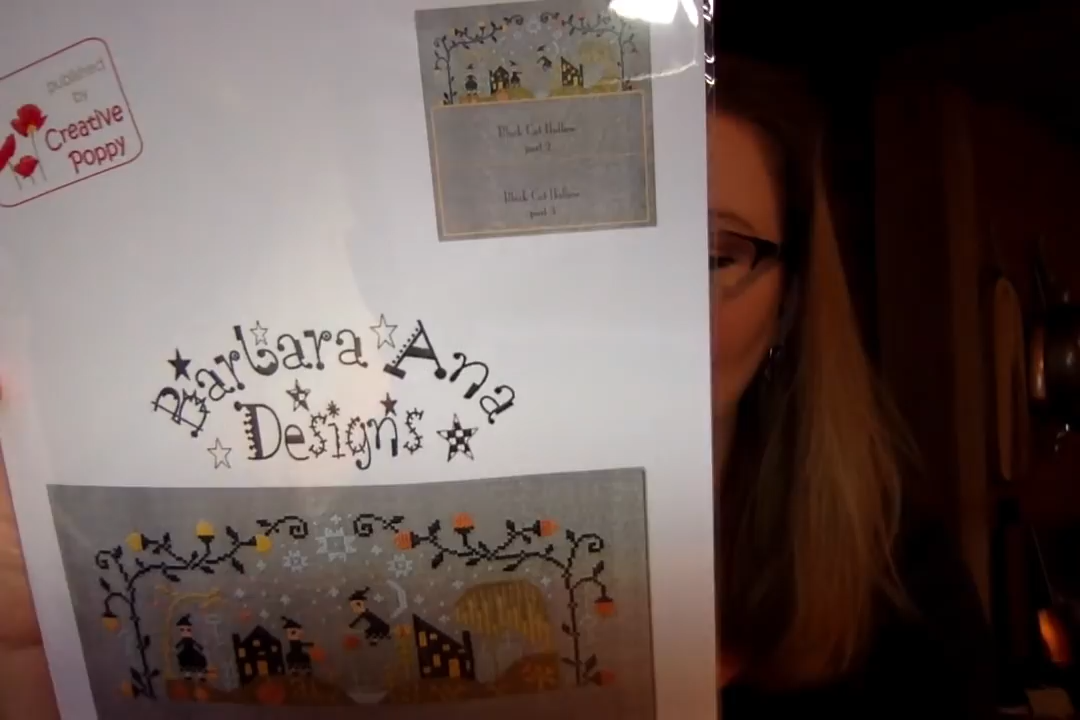 published
by
Creative
Poppy
Black Cat Hollow
part 2
Black Cat Hollow
part 3
Barbara Ana
Designs